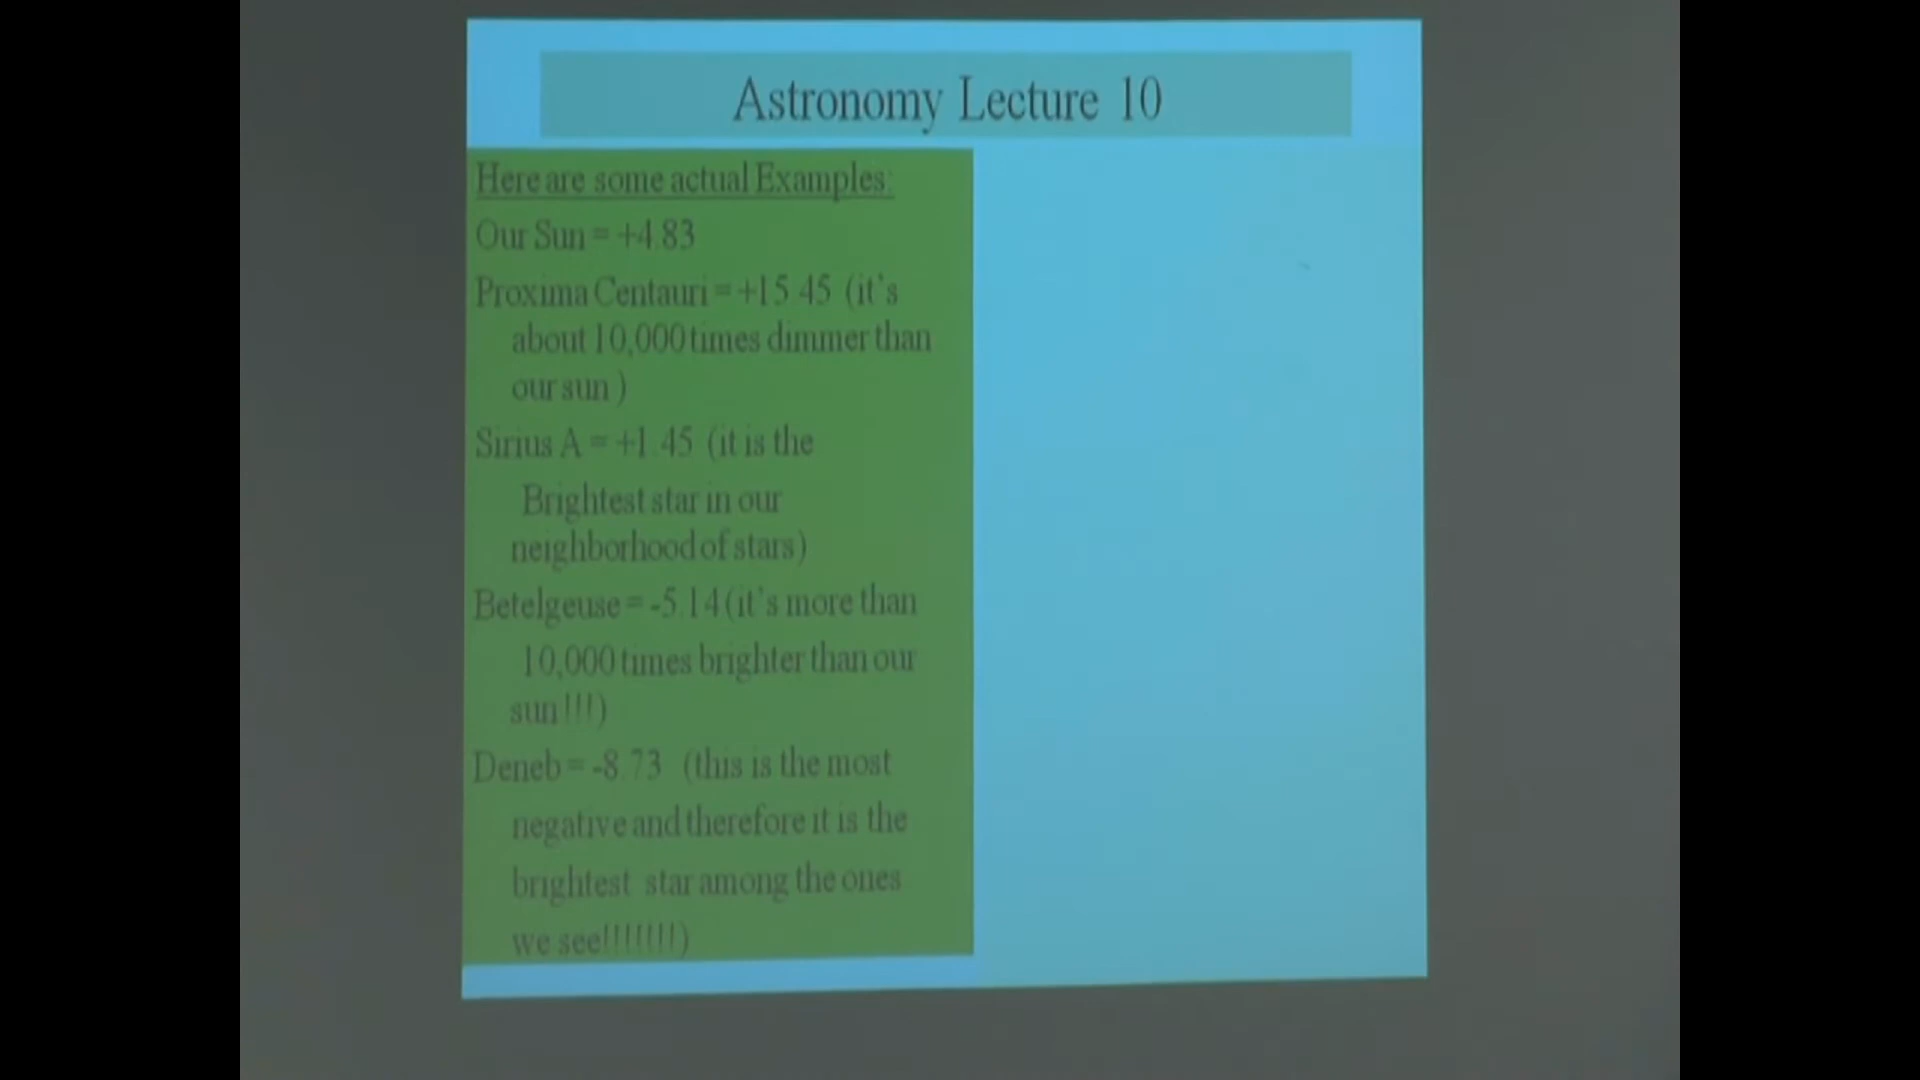 Astronomy Lecture 10
Here are some actual Examples:
Our Sun = +4.83
Proxima Centauri = +15.45 (it's
about 10,000 times dimmer than
our sun )
Sirius A = +1.45 (it is the
Brightest star in our
neighborhood of stars)
Betelgeuse = -5.14 (it's more than
10,000 times brighter than our
sun!!!)
Deneb = -8.73 (this is the most
negative and therefore it is the
brightest star among the ones
we see!!!!!!!!)